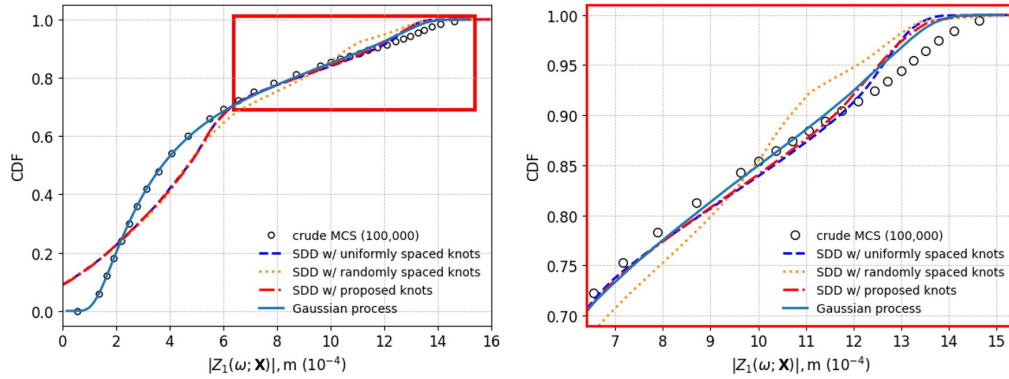 1.0
0.8
0.6
0.4
0.2
0.0
CDF
0 2 4 6 8 10 12 14 16
|Z₁(ω; X)|, m (10⁻⁴)
crude MCS (100,000)
SDD w/ uniformly spaced knots
SDD w/ randomly spaced knots
SDD w/ proposed knots
Gaussian process
1.00
0.95
0.90
0.85
0.80
0.75
0.70
CDF
7 8 9 10 11 12 13 14 15
|Z₁(ω; X)|, m (10⁻⁴)
crude MCS (100,000)
SDD w/ uniformly spaced knots
SDD w/ randomly spaced knots
SDD w/ proposed knots
Gaussian process